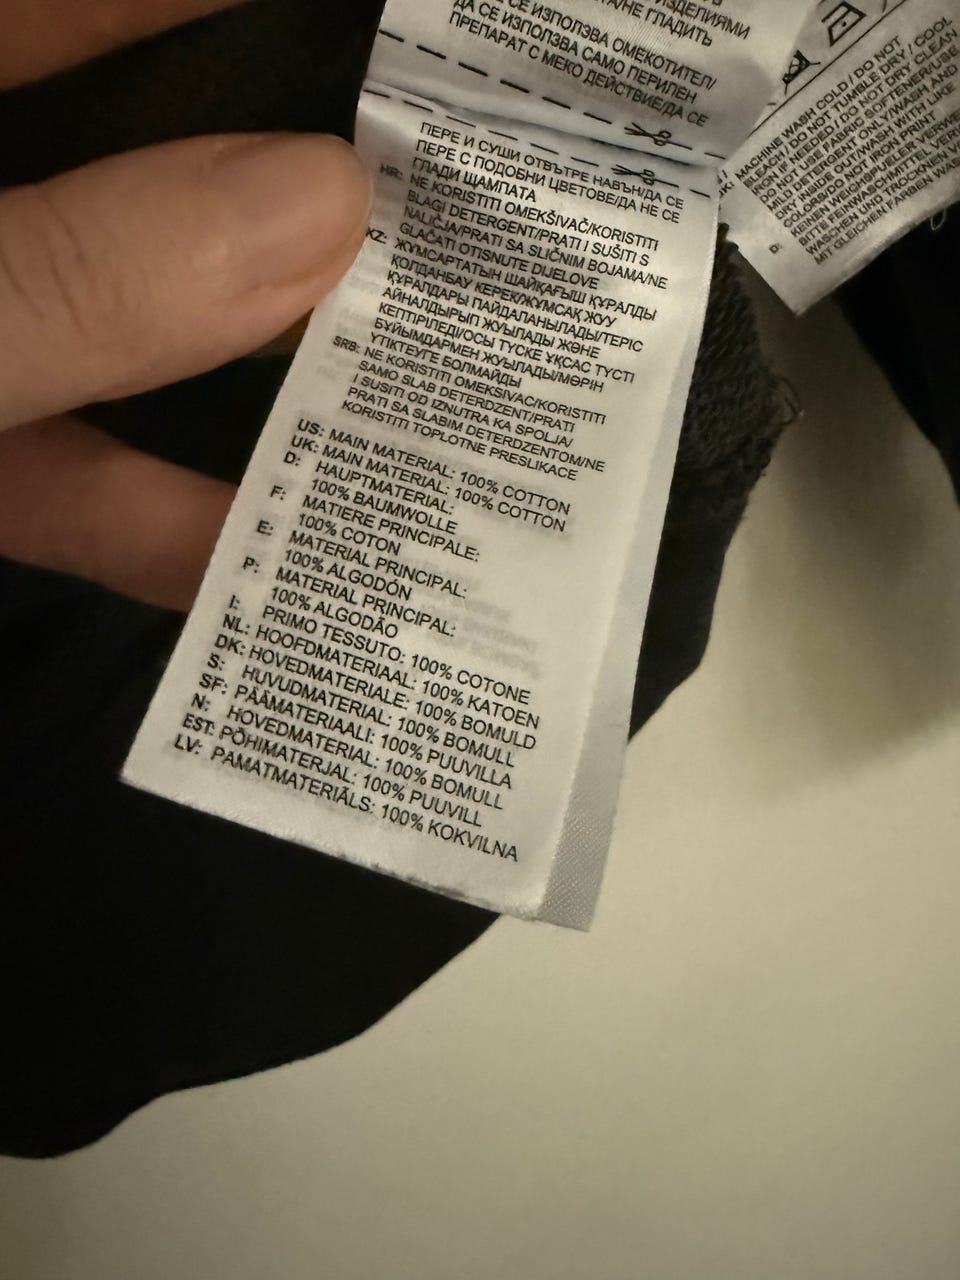 ИЗДЕЛИЯМИ
НЕ ГЛАДИТЬ
СЕ ИЗПОЛЗВА ОМЕКОТИТЕЛ/
ДА СЕ ИЗПОЛЗВА САМО ПЕРИЛЕН
ПРЕПАРАТ С МЕКО ДЕЙСТВИЕ/ДА СЕ
ПЕРЕ И СУШИ ОТВЪТРЕ НАВЪН/ДА СЕ
ПЕРЕ С ПОДОБНИ ЦВЕТОВЕ/ДА НЕ СЕ
ГЛАДИ ЩАМПАТА
HR: NE KORISTITI OMEKŠIVAČ/KORISTITI
BLAGI DETERGENT/PRATI I SUŠITI S
NALIČJA/PRATI SA SLIČNIM BOJAMA/NE
GLAČATI OTISNUTE DIJELOVE
KZ: ЖҰМСАРТАТЫН ШАЙҚАҒЫШ ҚҰРАЛДЫ
ҚОЛДАНБАУ КЕРЕК/ЖҰМСАҚ ЖУУ
ҚҰРАЛДАРЫ ПАЙДАЛАНЫЛАДЫ/ТЕРІС
АЙНАЛДЫРЫП ЖУЫЛАДЫ ЖӘНЕ
КЕПТІРІЛЕДІ/ОСЫ ТҮСКЕ ҰҚСАС ТҮСТІ
БҰЙЫМДАРМЕН ЖУЫЛАДЫ/МӨРІН
ҮТІКТЕУГЕ БОЛМАЙДЫ
SRB: NE KORISTITI OMEKSIVAC/KORISTITI
SAMO SLAB DETERDZENT/PRATI
I SUSITI OD IZNUTRA KA SPOLJA/
PRATI SA SLABIM DETERDZENTOM/NE
KORISTITI TOPLOTNE PRESLIKACE
US: MAIN MATERIAL: 100% COTTON
UK: MAIN MATERIAL: 100% COTTON
D: HAUPTMATERIAL:
100% BAUMWOLLE
F: MATIERE PRINCIPALE:
100% COTON
E: MATERIAL PRINCIPAL:
100% ALGODÓN
P: MATERIAL PRINCIPAL:
100% ALGODÃO
I: PRIMO TESSUTO: 100% COTONE
NL: HOOFDMATERIAAL: 100% KATOEN
DK: HOVEDMATERIALE: 100% BOMULD
S: HUVUDMATERIAL: 100% BOMULL
SF: PÄÄMATERIAALI: 100% PUUVILLA
N: HOVEDMATERIAL: 100% BOMULL
EST: PÕHIMATERJAL: 100% PUUVILL
LV: PAMATMATERIĀLS: 100% KOKVILNA
MACHINE WASH COLD / DO NOT
BLEACH / DO NOT TUMBLE DRY / COOL
IRON IF NEEDED / DO NOT DRY CLEAN
DO NOT USE FABRIC SOFTENER/USE
MILD DETERGENT ONLY/WASH AND
DRY INSIDE OUT/WASH WITH LIKE
COLORS/DO NOT IRON PRINT
D: KEINEN WEICHSPÜLER
BITTE FEINWASCHMITTEL
WASCHEN UND TROCKNEN
MIT GLEICHEN FARBEN